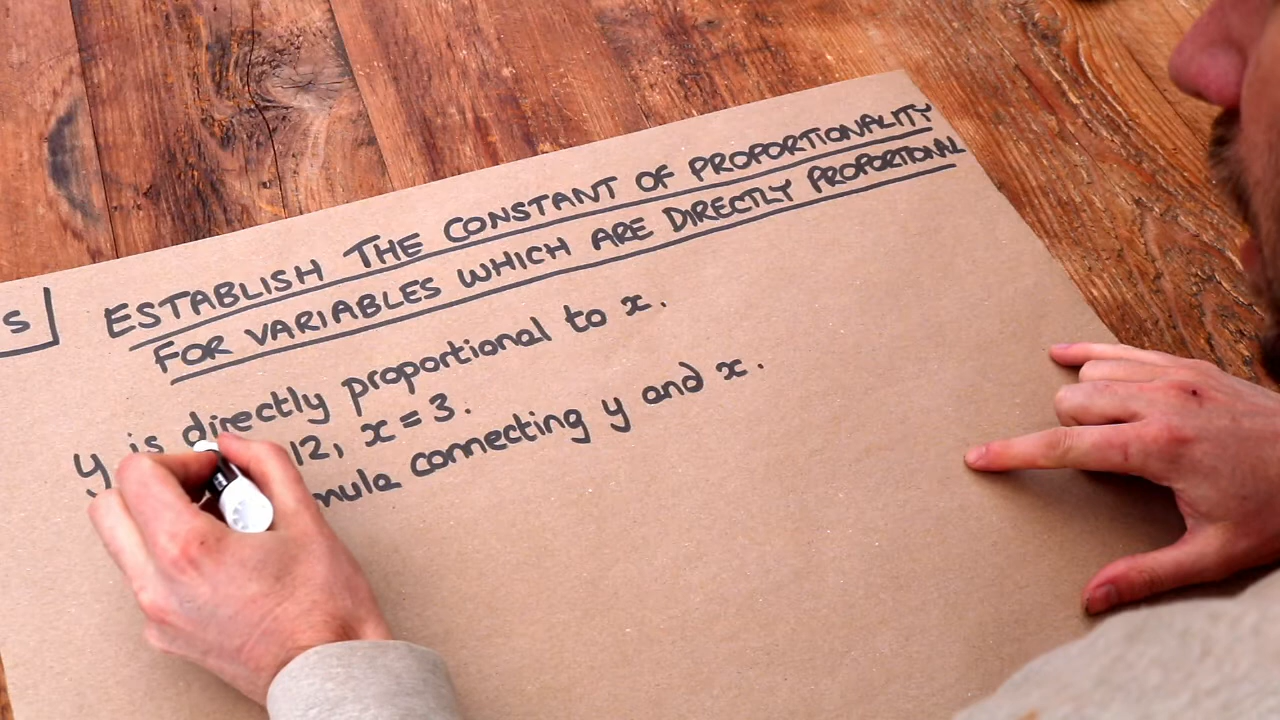 S
ESTABLISH THE CONSTANT OF PROPORTIONALITY
FOR VARIABLES WHICH ARE DIRECTLY PROPORTIONAL
y is directly proportional to x.
12, x = 3.
mula connecting y and x.